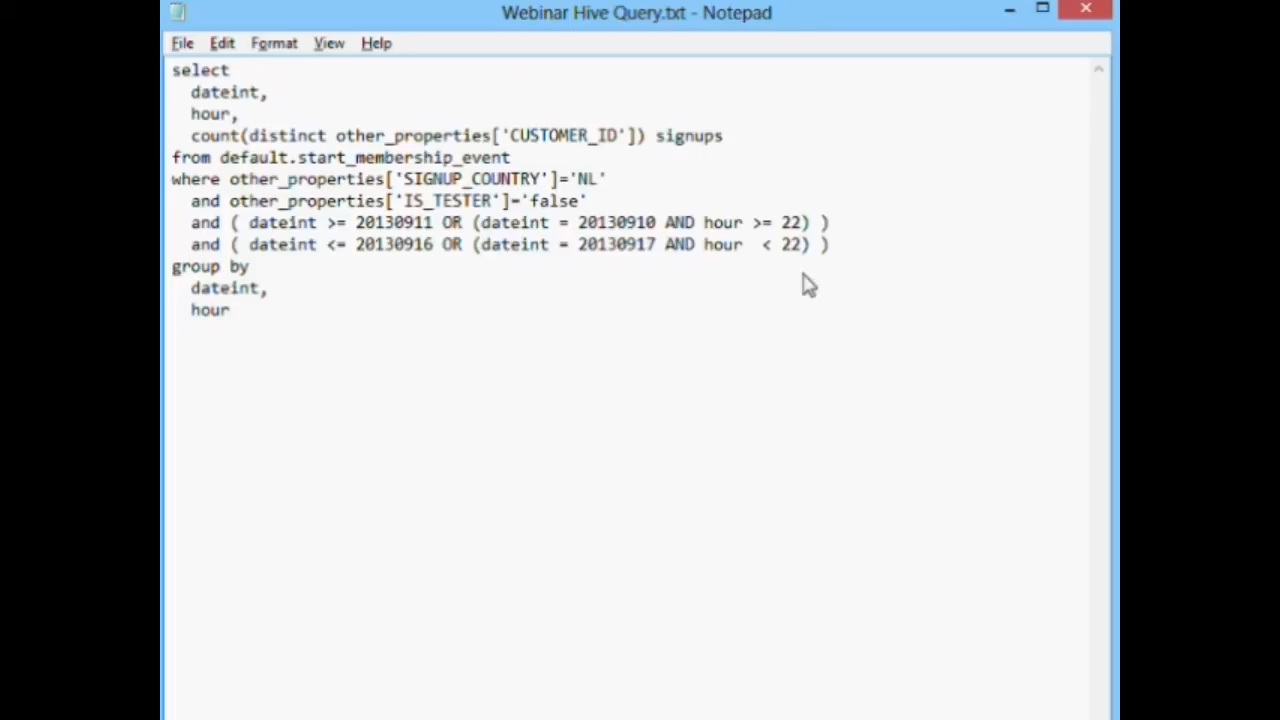 Webinar Hive Query.txt - Notepad
File Edit Format View Help
select
  dateint,
  hour,
  count(distinct other_properties['CUSTOMER_ID']) signups
from default.start_membership_event
where other_properties['SIGNUP_COUNTRY']='NL'
  and other_properties['IS_TESTER']='false'
  and ( dateint >= 20130911 OR (dateint = 20130910 AND hour >= 22) )
  and ( dateint <= 20130916 OR (dateint = 20130917 AND hour  < 22) )
group by
  dateint,
  hour